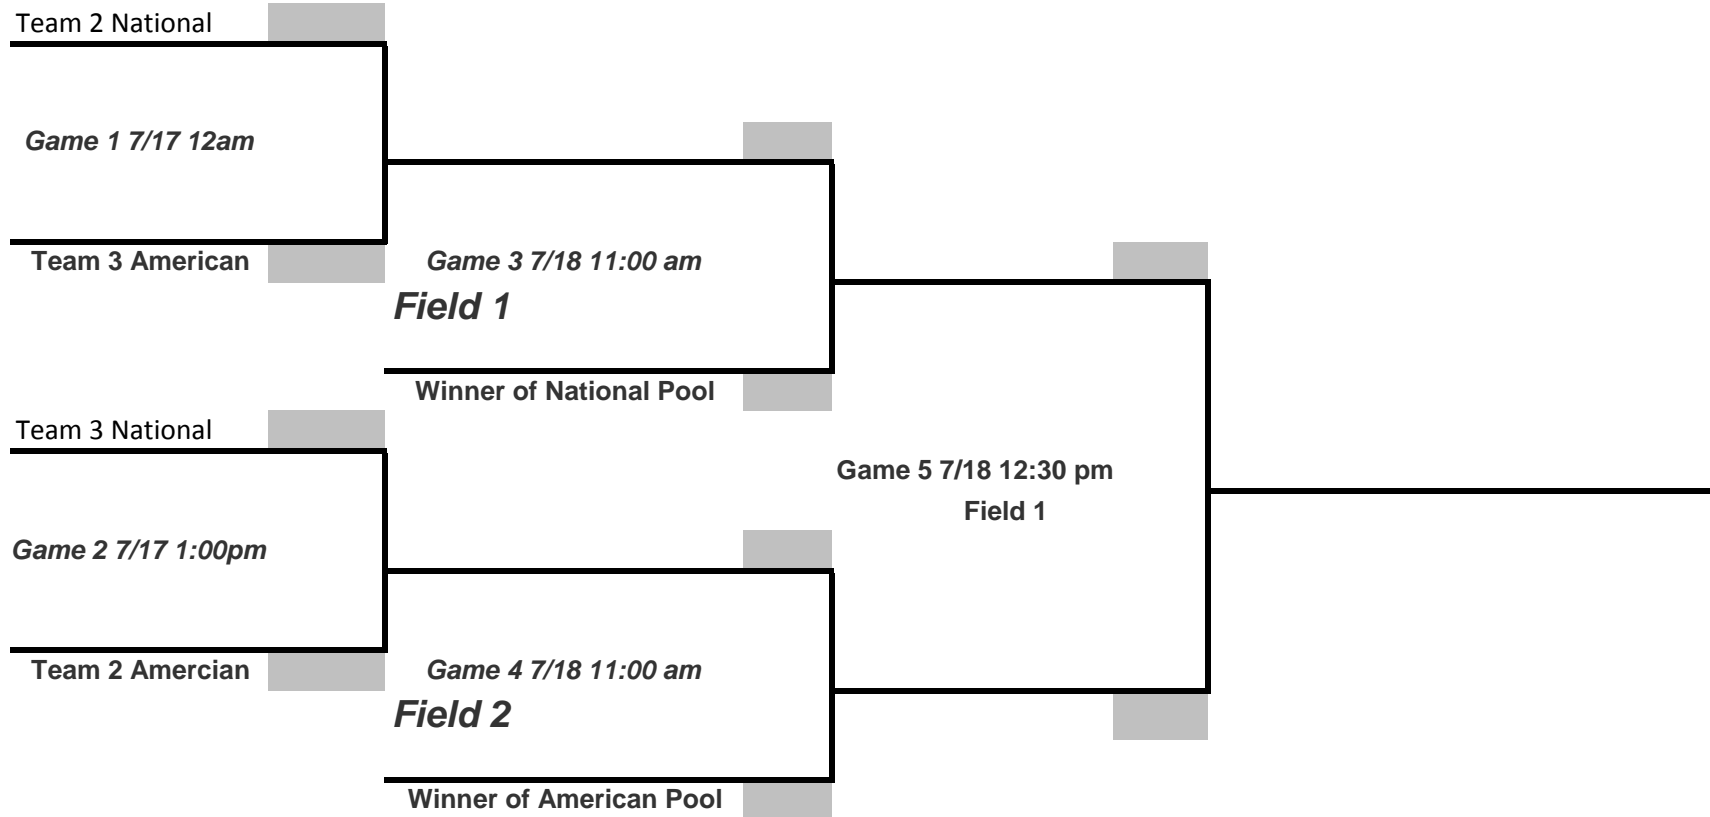 Team 2 National
Game 1 7/17 12am
Team 3 American
Game 3 7/18 11:00 am
Field 1
Winner of National Pool
Team 3 National
Game 5 7/18 12:30 pm
Field 1
Game 2 7/17 1:00pm
Team 2 Amercian
Game 4 7/18 11:00 am
Field 2
Winner of American Pool